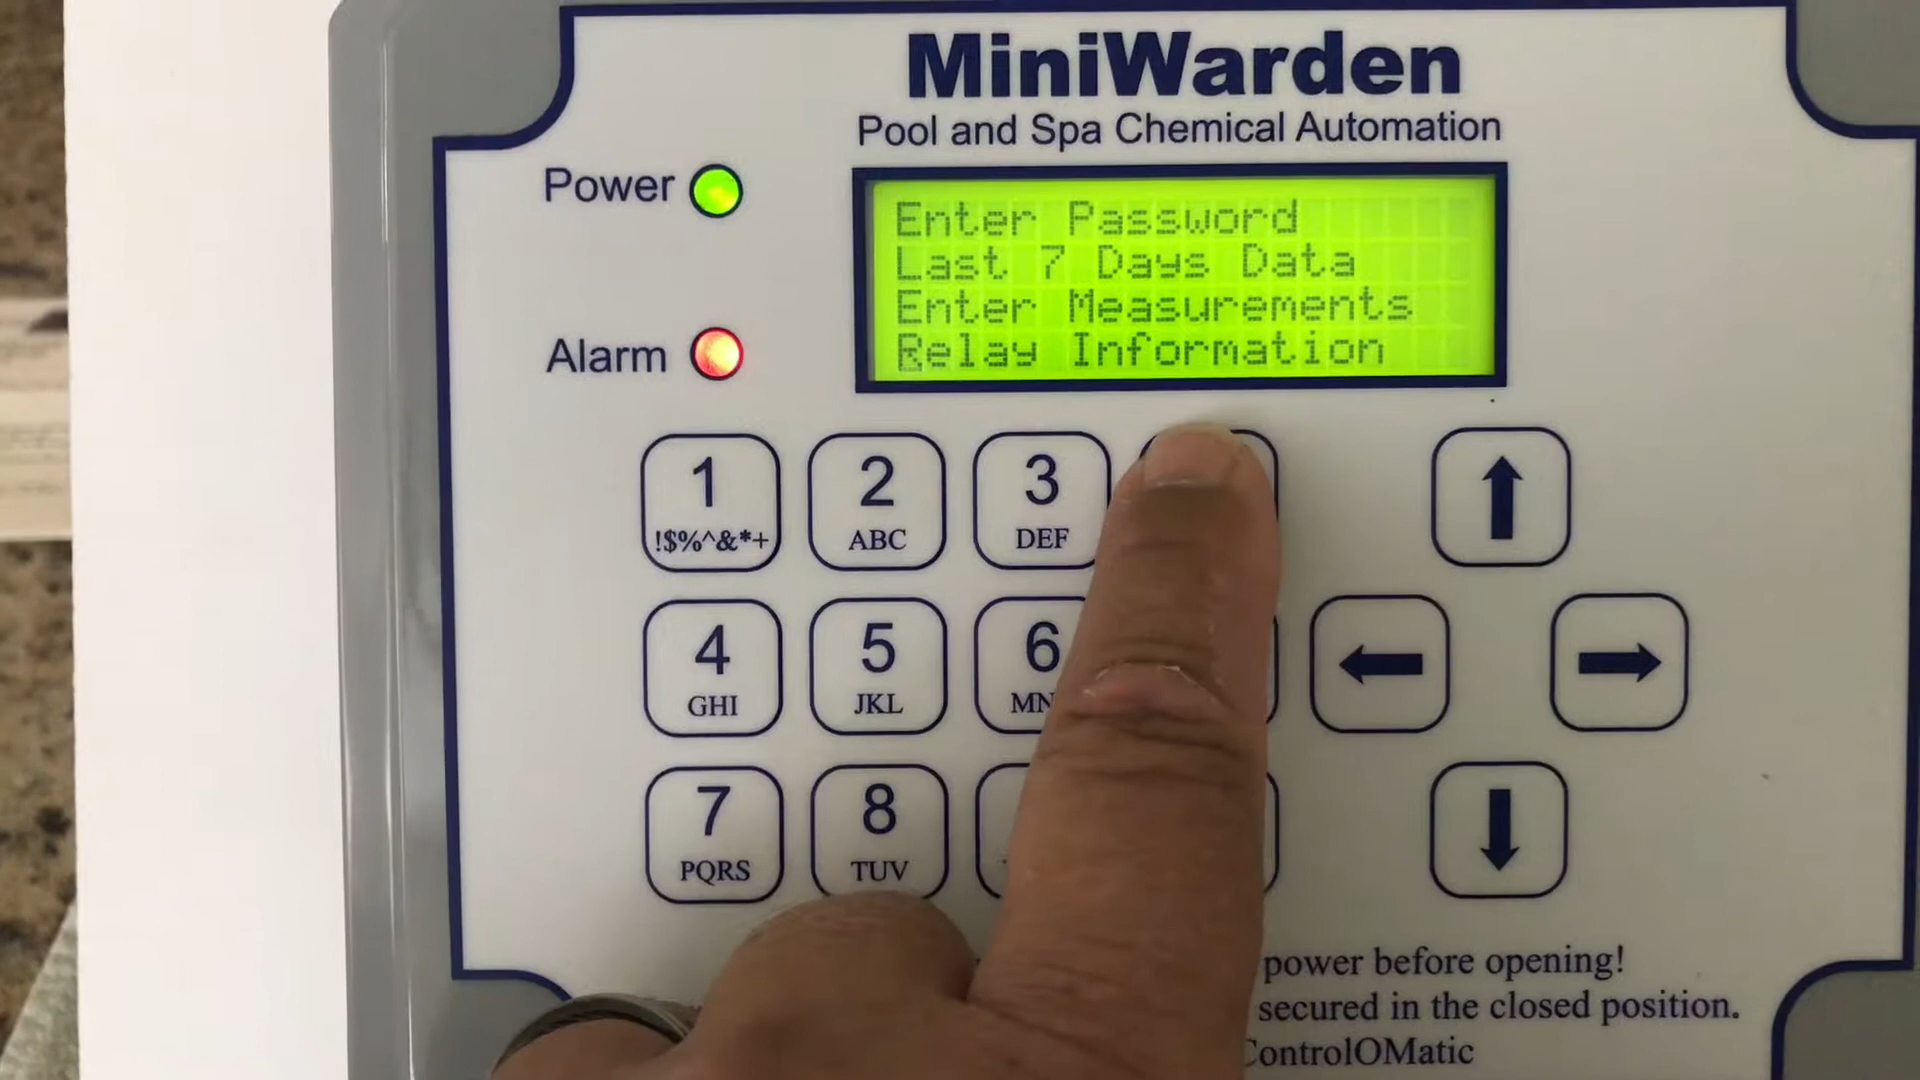 MiniWarden
Pool and Spa Chemical Automation
Power
Enter Password
Last 7 Days Data
Enter Measurements
Relay Information
Alarm
1 2 3
!$%^&*+ ABC DEF
4 5 6
GHI JKL MN
7 8
PQRS TUV
power before opening!
secured in the closed position.
ControlOMatic